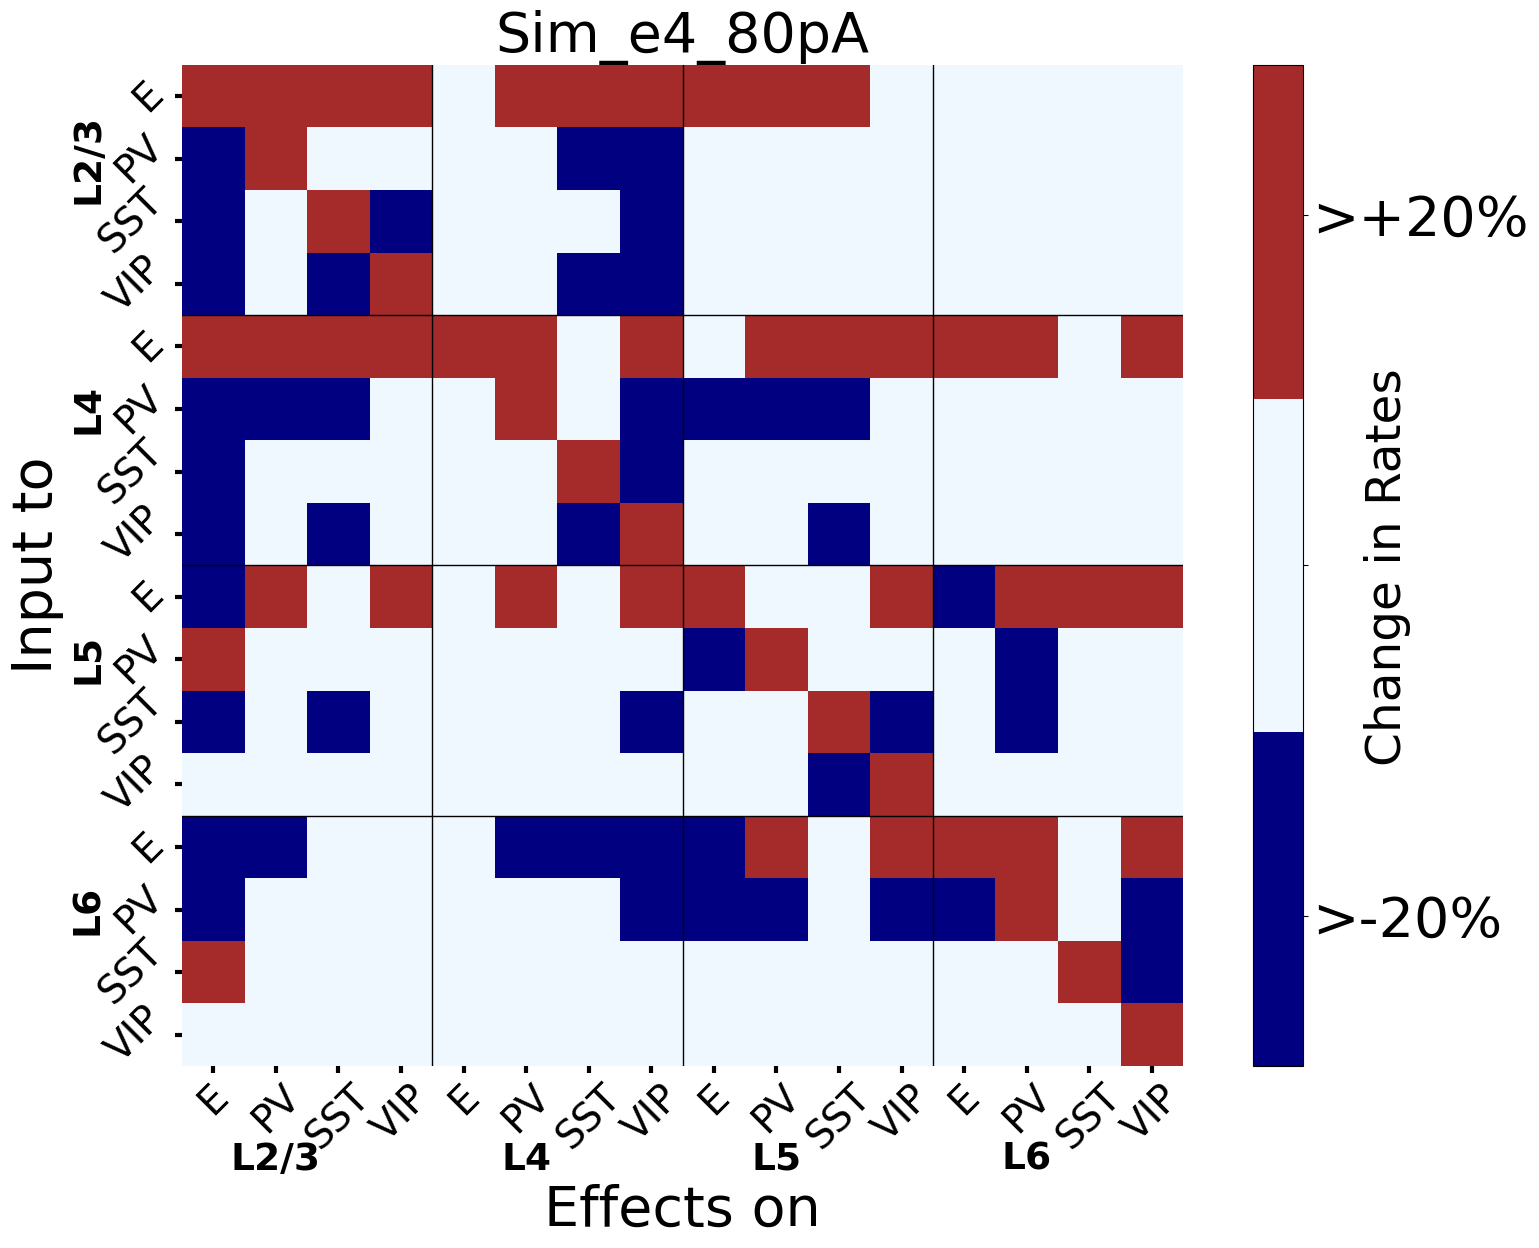 Sim_e4_80pA
Input to
L2/3
E
PV
SST
VIP
L4
E
PV
SST
VIP
L5
E
PV
SST
VIP
L6
E
PV
SST
VIP
E PV SST VIP E PV SST VIP E PV SST VIP E PV SST VIP
L2/3 L4 L5 L6
Effects on
>+20%
>-20%
Change in Rates